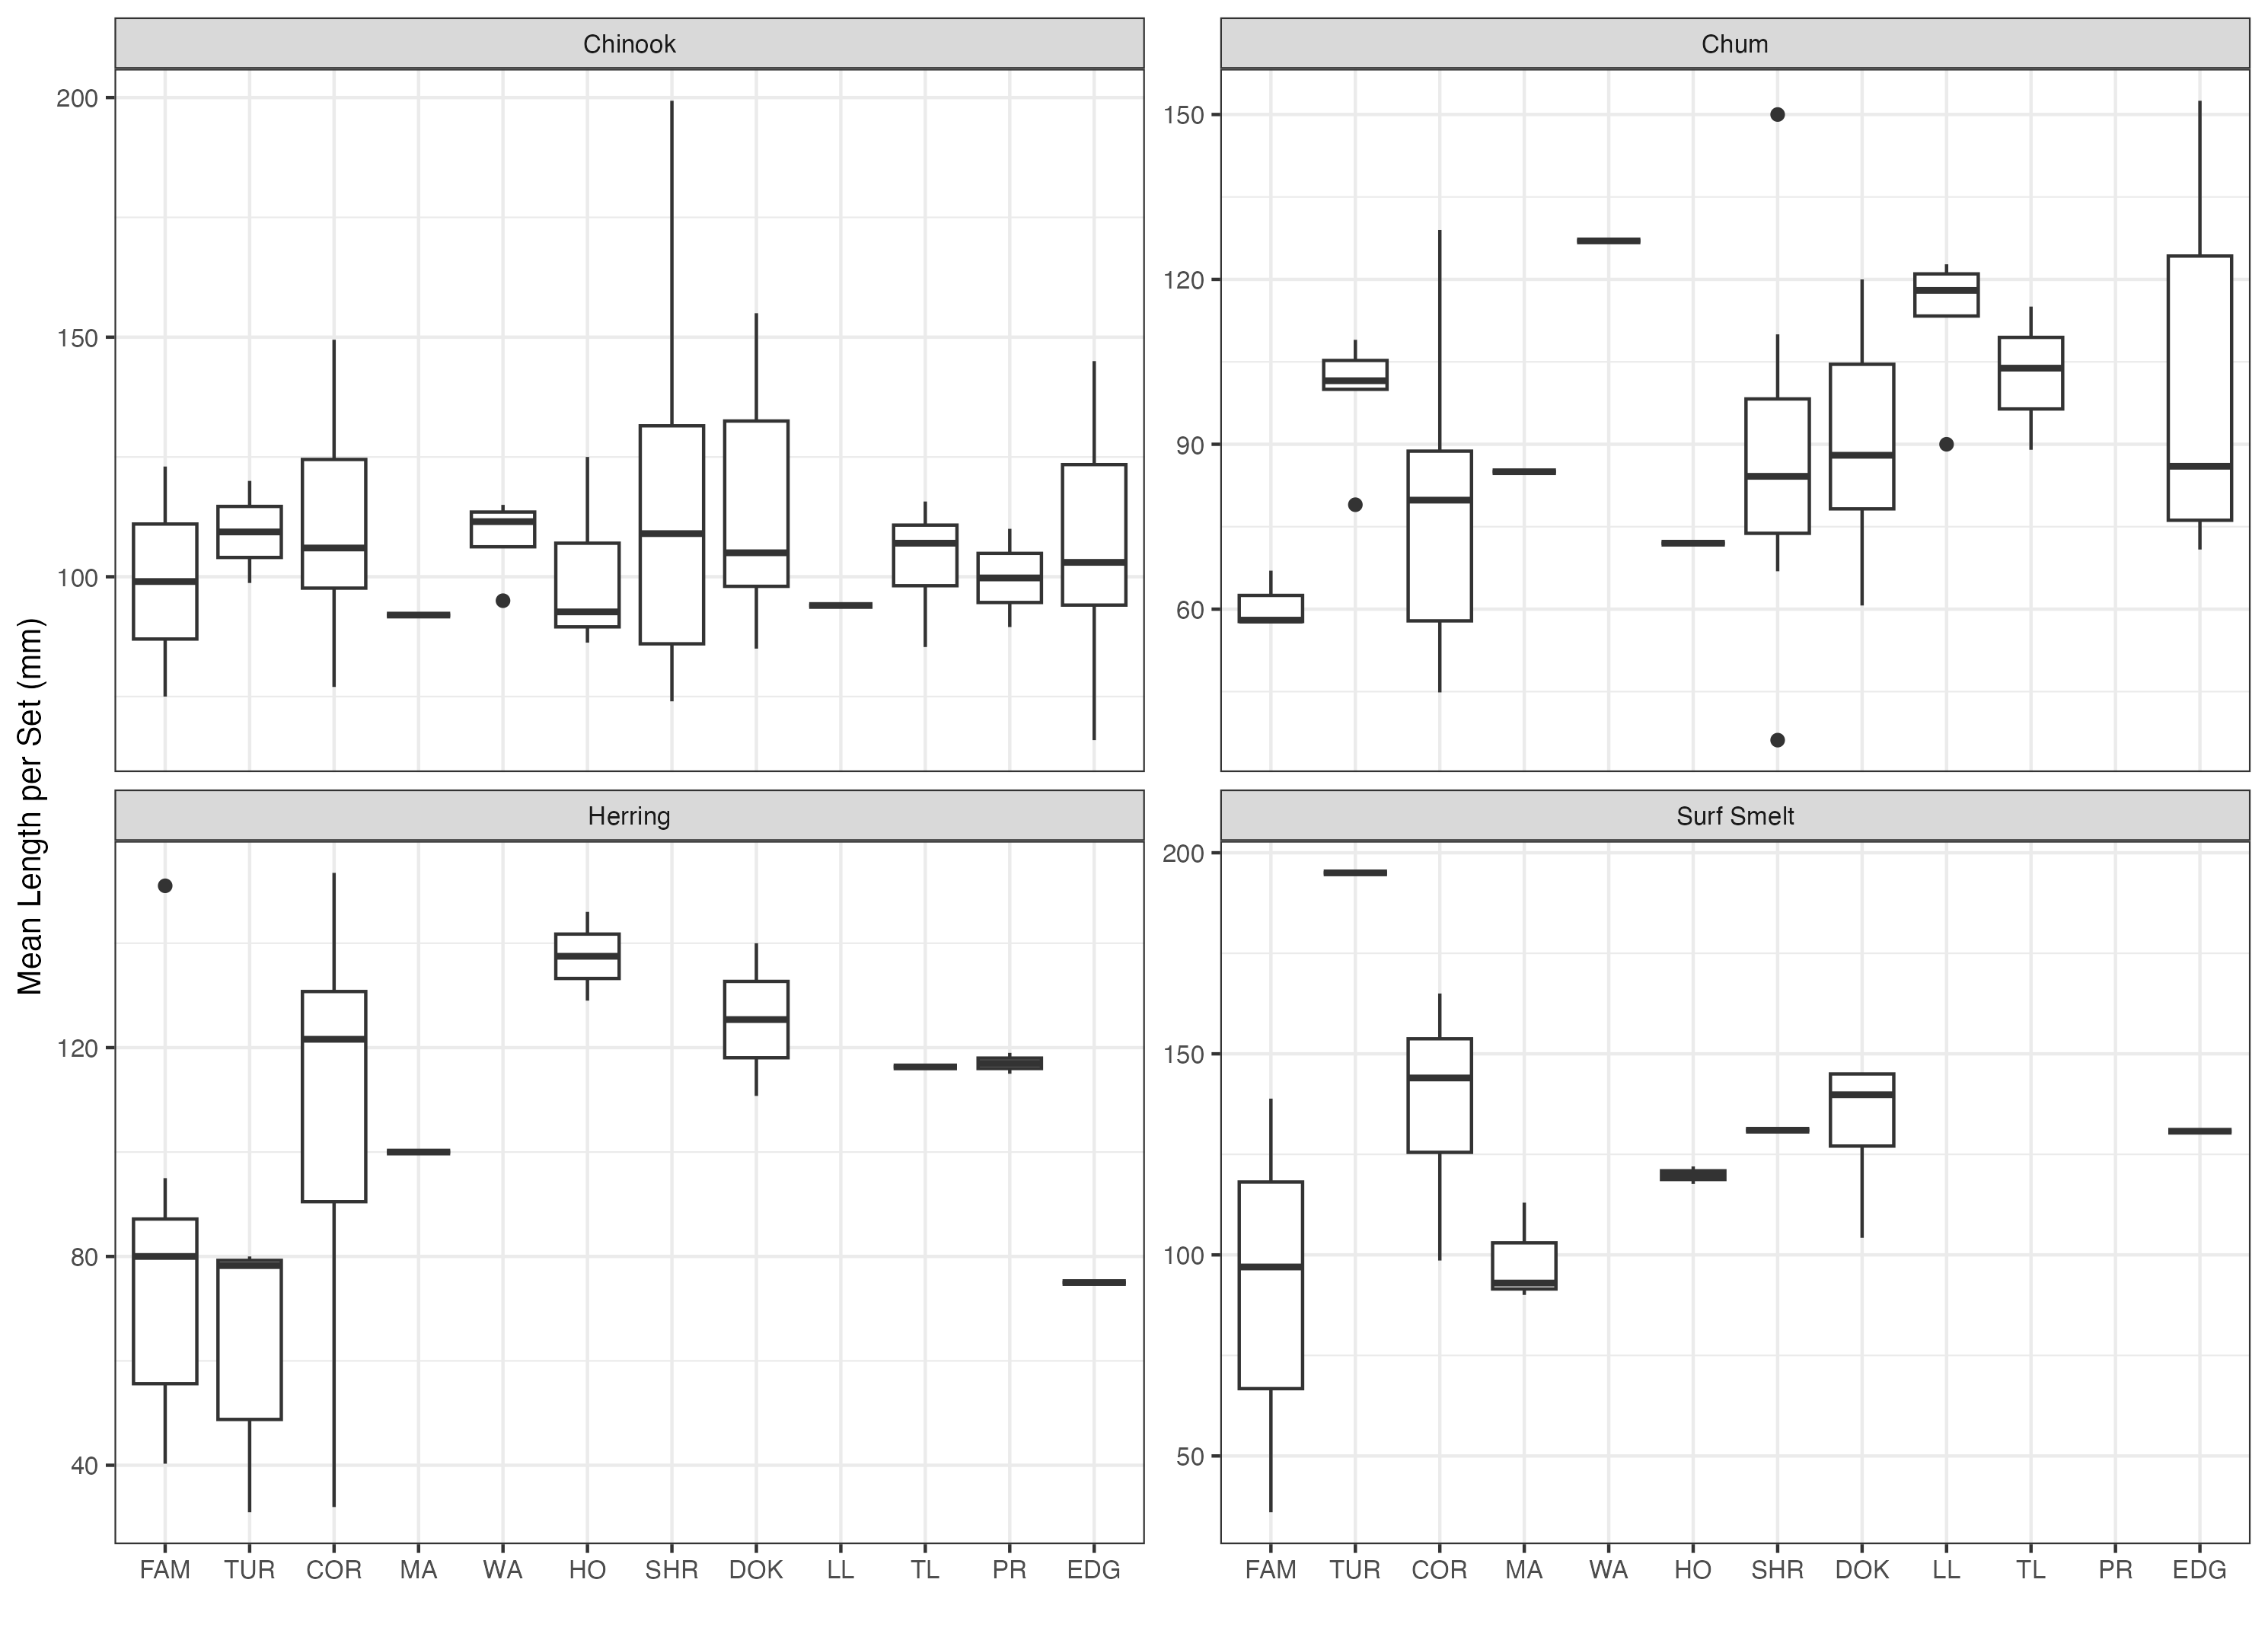 Chinook
Chum
200
150
100
150
120
90
60
Mean Length per Set (mm)
Herring
Surf Smelt
120
80
40
200
150
100
50
FAM TUR COR MA WA HO SHR DOK LL TL PR EDG
FAM TUR COR MA WA HO SHR DOK LL TL PR EDG